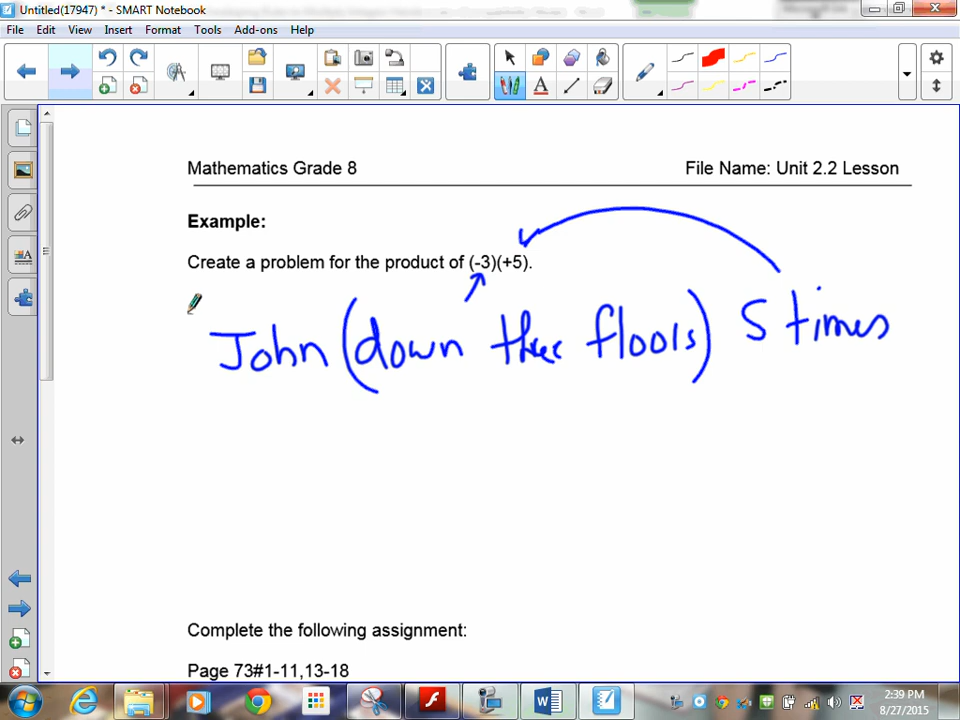 Untitled(17947) * - SMART Notebook
File Edit View Insert Format Tools Add-ons Help
Mathematics Grade 8 File Name: Unit 2.2 Lesson
Example:
Create a problem for the product of (-3)(+5).
John (down three floors) 5 times
Complete the following assignment:
Page 73#1-11,13-18
2:39 PM
8/27/2015